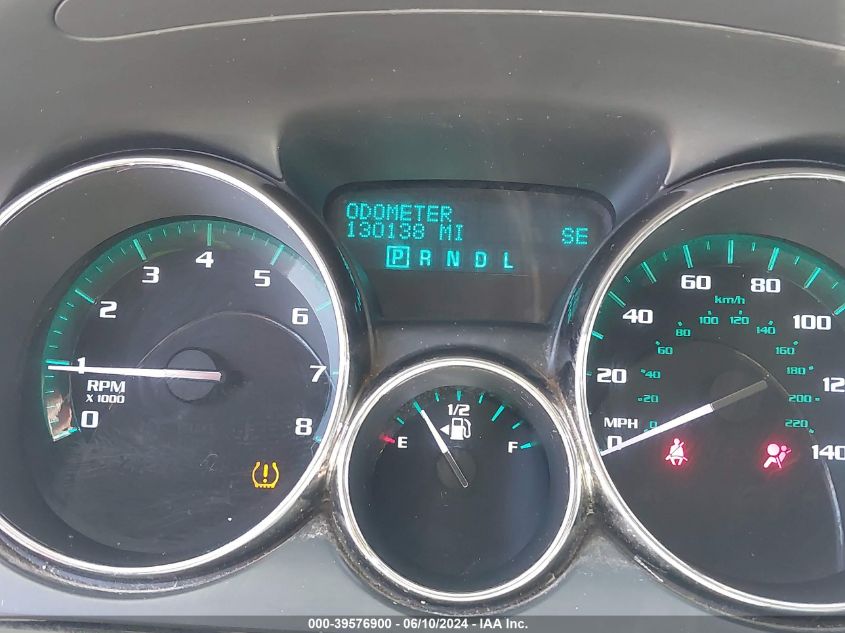 ODOMETER
130138 MI
SE
P R N D L
0 1 2 3 4 5 6 7 8
RPM
X 1000
E 1/2 F
0 20 40 60 80 100 12 140
MPH
km/h
0 20 40 60 80 100 120 140 160 180 200 220
000-39576900 - 06/10/2024 - IAA Inc.